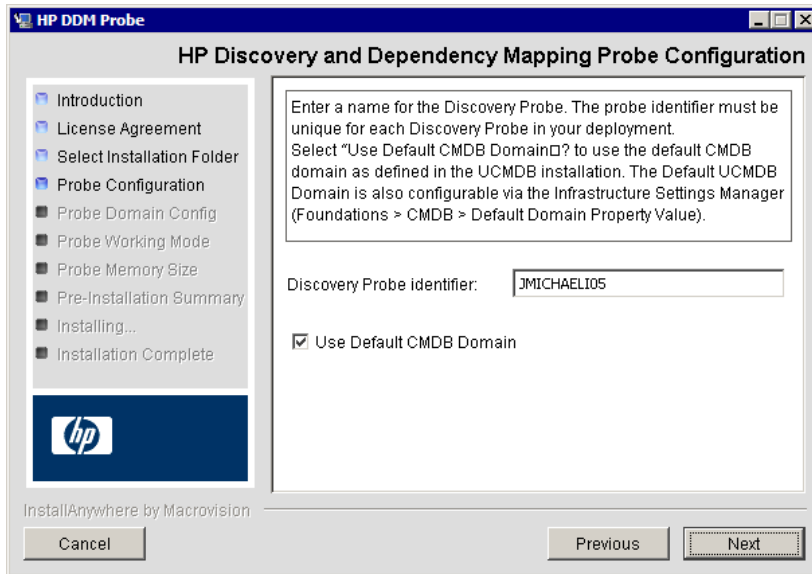 HP DDM Probe
HP Discovery and Dependency Mapping Probe Configuration
Introduction
License Agreement
Select Installation Folder
Probe Configuration
Probe Domain Config
Probe Working Mode
Probe Memory Size
Pre-Installation Summary
Installing...
Installation Complete
hp
Enter a name for the Discovery Probe. The probe identifier must be
unique for each Discovery Probe in your deployment.
Select “Use Default CMDB Domain□? to use the default CMDB
domain as defined in the UCMDB installation. The Default UCMDB
Domain is also configurable via the Infrastructure Settings Manager
(Foundations > CMDB > Default Domain Property Value).
Discovery Probe identifier: JMICHAELI05
Use Default CMDB Domain
InstallAnywhere by Macrovision
Cancel Previous Next